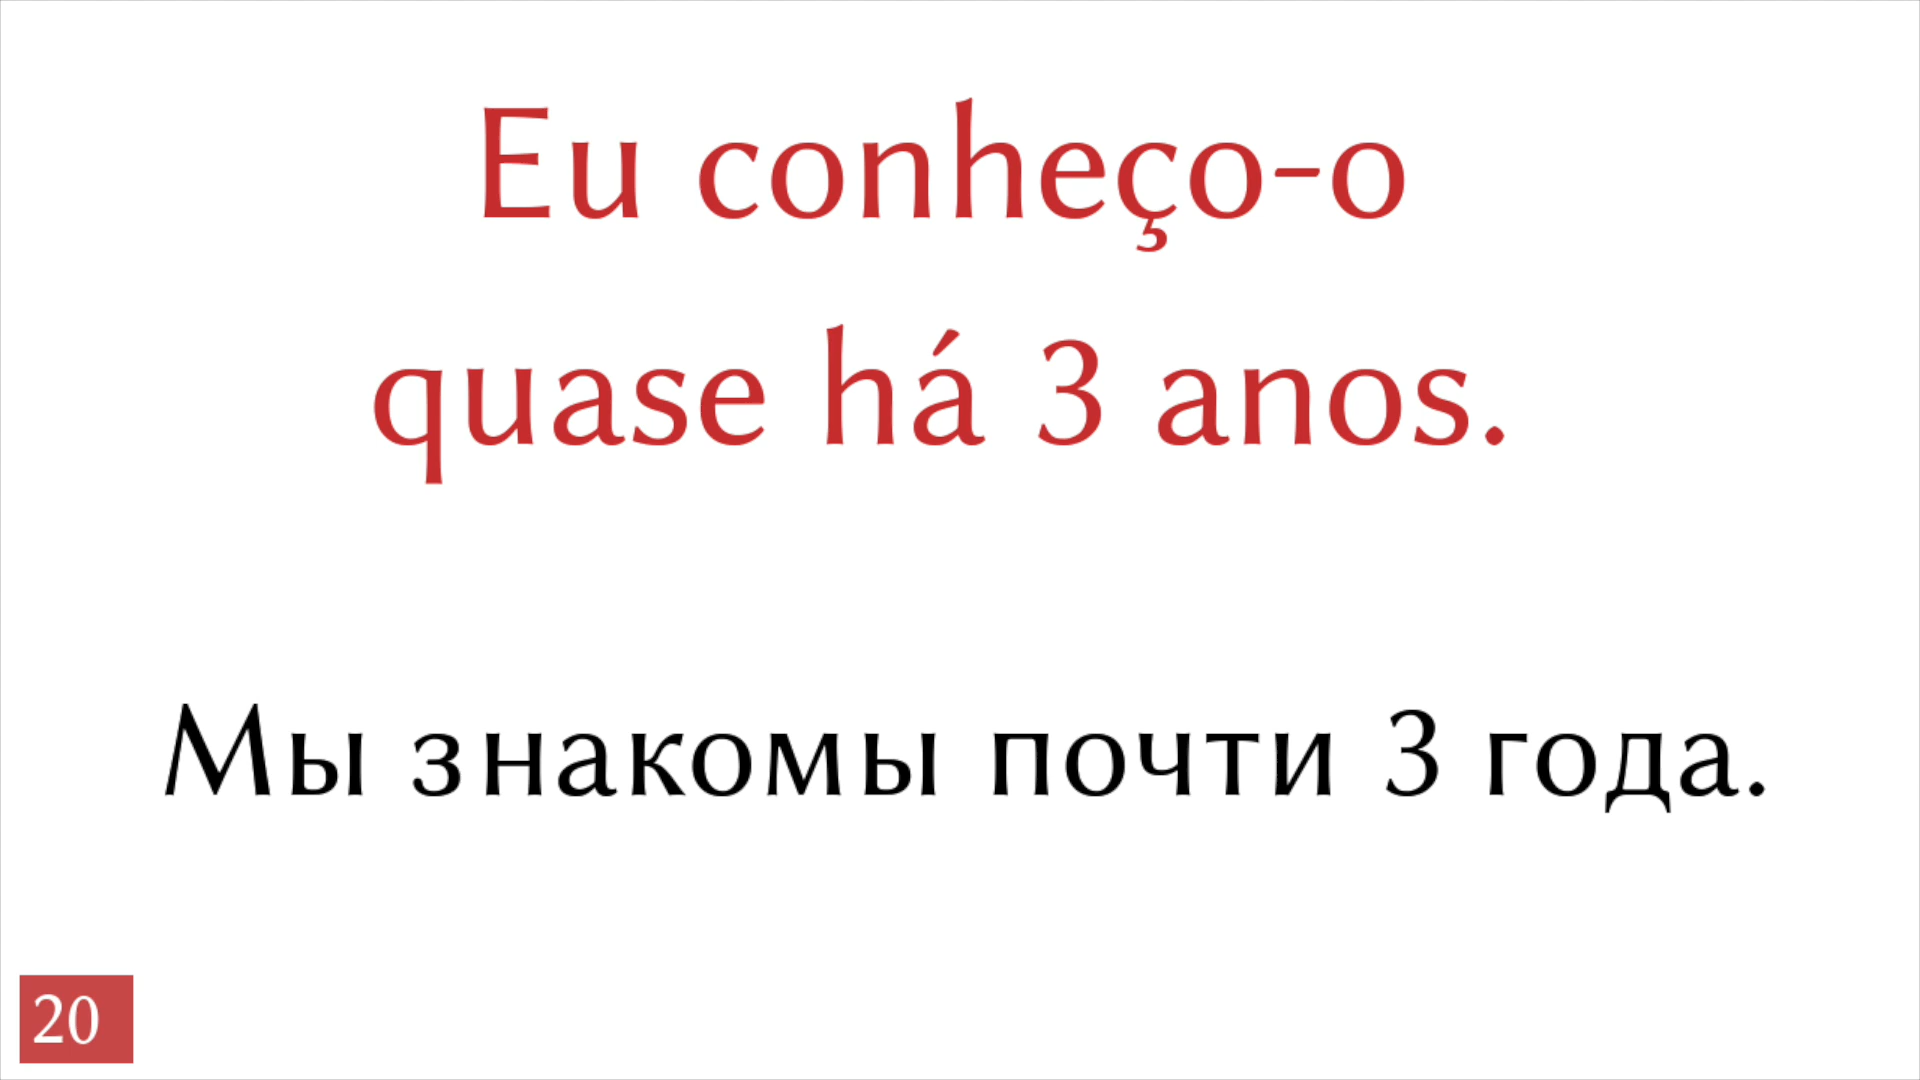 Eu conheço-o
quase há 3 anos.
Мы знакомы почти 3 года.
20